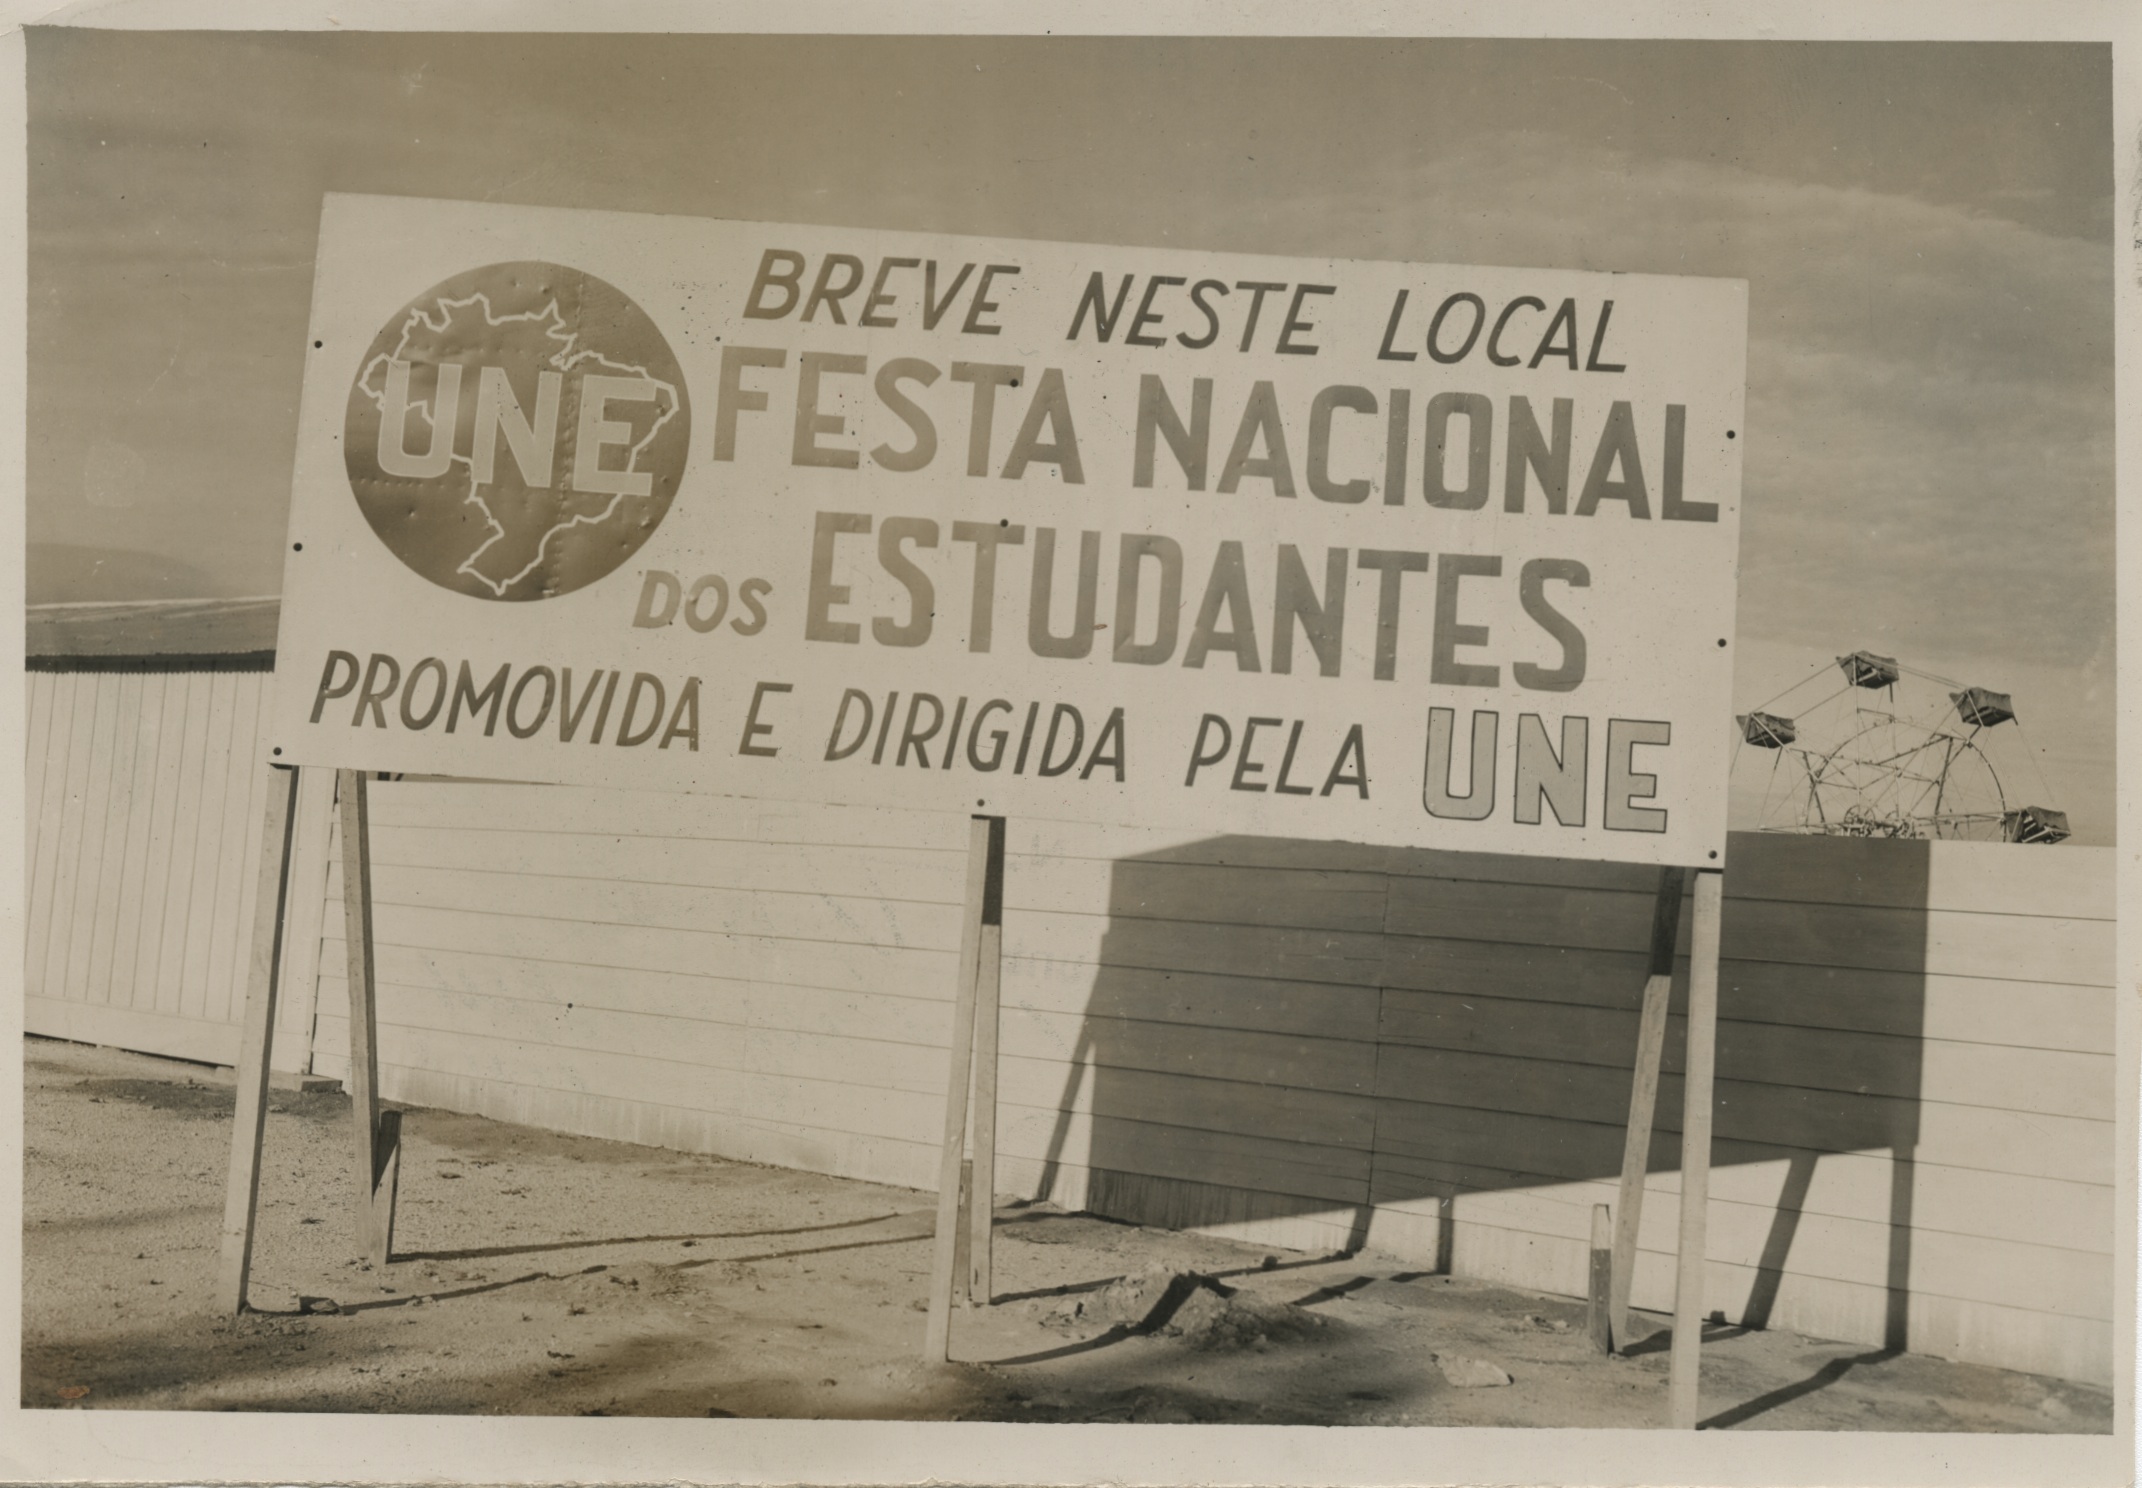 UNE
BREVE NESTE LOCAL
FESTA NACIONAL
DOS ESTUDANTES
PROMOVIDA E DIRIGIDA PELA UNE